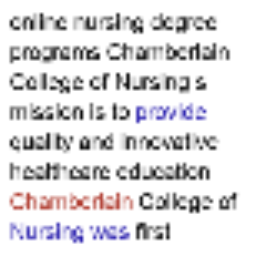 online nursing degree
programs Chamberlain
College of Nursing s
mission is to provide
quality and innovative
healthcare education
Chamberlain College of
Nursing was first